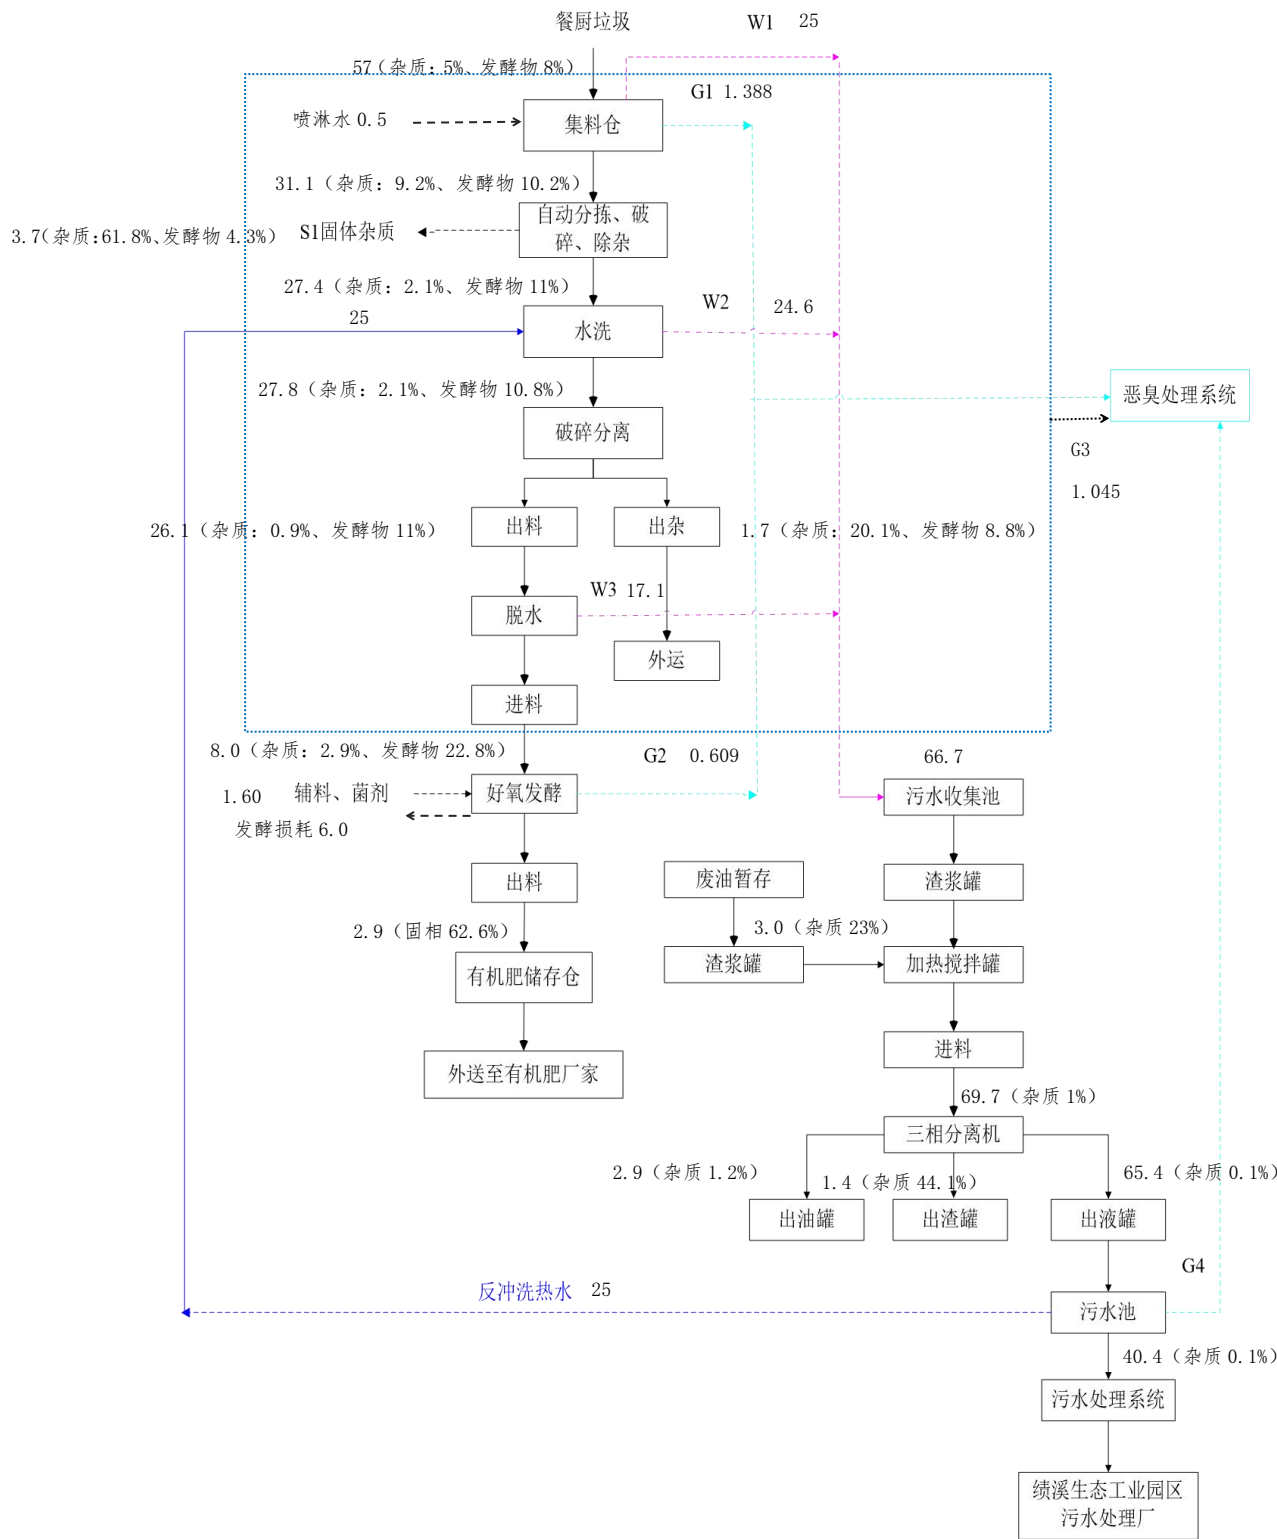 餐厨垃圾
W1 25
57(杂质:5%、发酵物 8%)
G1 1.388
喷淋水 0.5
集料仓
31.1(杂质:9.2%、发酵物 10.2%)
自动分拣、破
碎、除杂
S1固体杂质
3.7(杂质:61.8%、发酵物 4.3%)
27.4(杂质:2.1%、发酵物 11%)
W2 24.6
25
水洗
27.8(杂质:2.1%、发酵物 10.8%)
恶臭处理系统
破碎分离
G3
1.045
出料
出杂
26.1(杂质:0.9%、发酵物 11%)
1.7(杂质:20.1%、发酵物 8.8%)
W3 17.1
脱水
外运
进料
8.0(杂质:2.9%、发酵物 22.8%)
G2 0.609
66.7
1.60
辅料、菌剂
好氧发酵
污水收集池
发酵损耗 6.0
出料
废油暂存
渣浆罐
2.9(固相 62.6%)
3.0(杂质 23%)
有机肥储存仓
渣浆罐
加热搅拌罐
进料
外送至有机肥厂家
69.7(杂质 1%)
三相分离机
2.9(杂质 1.2%)
1.4(杂质 44.1%)
65.4(杂质 0.1%)
出油罐
出渣罐
出液罐
G4
反冲洗热水 25
污水池
40.4(杂质 0.1%)
污水处理系统
绩溪生态工业园区
污水处理厂